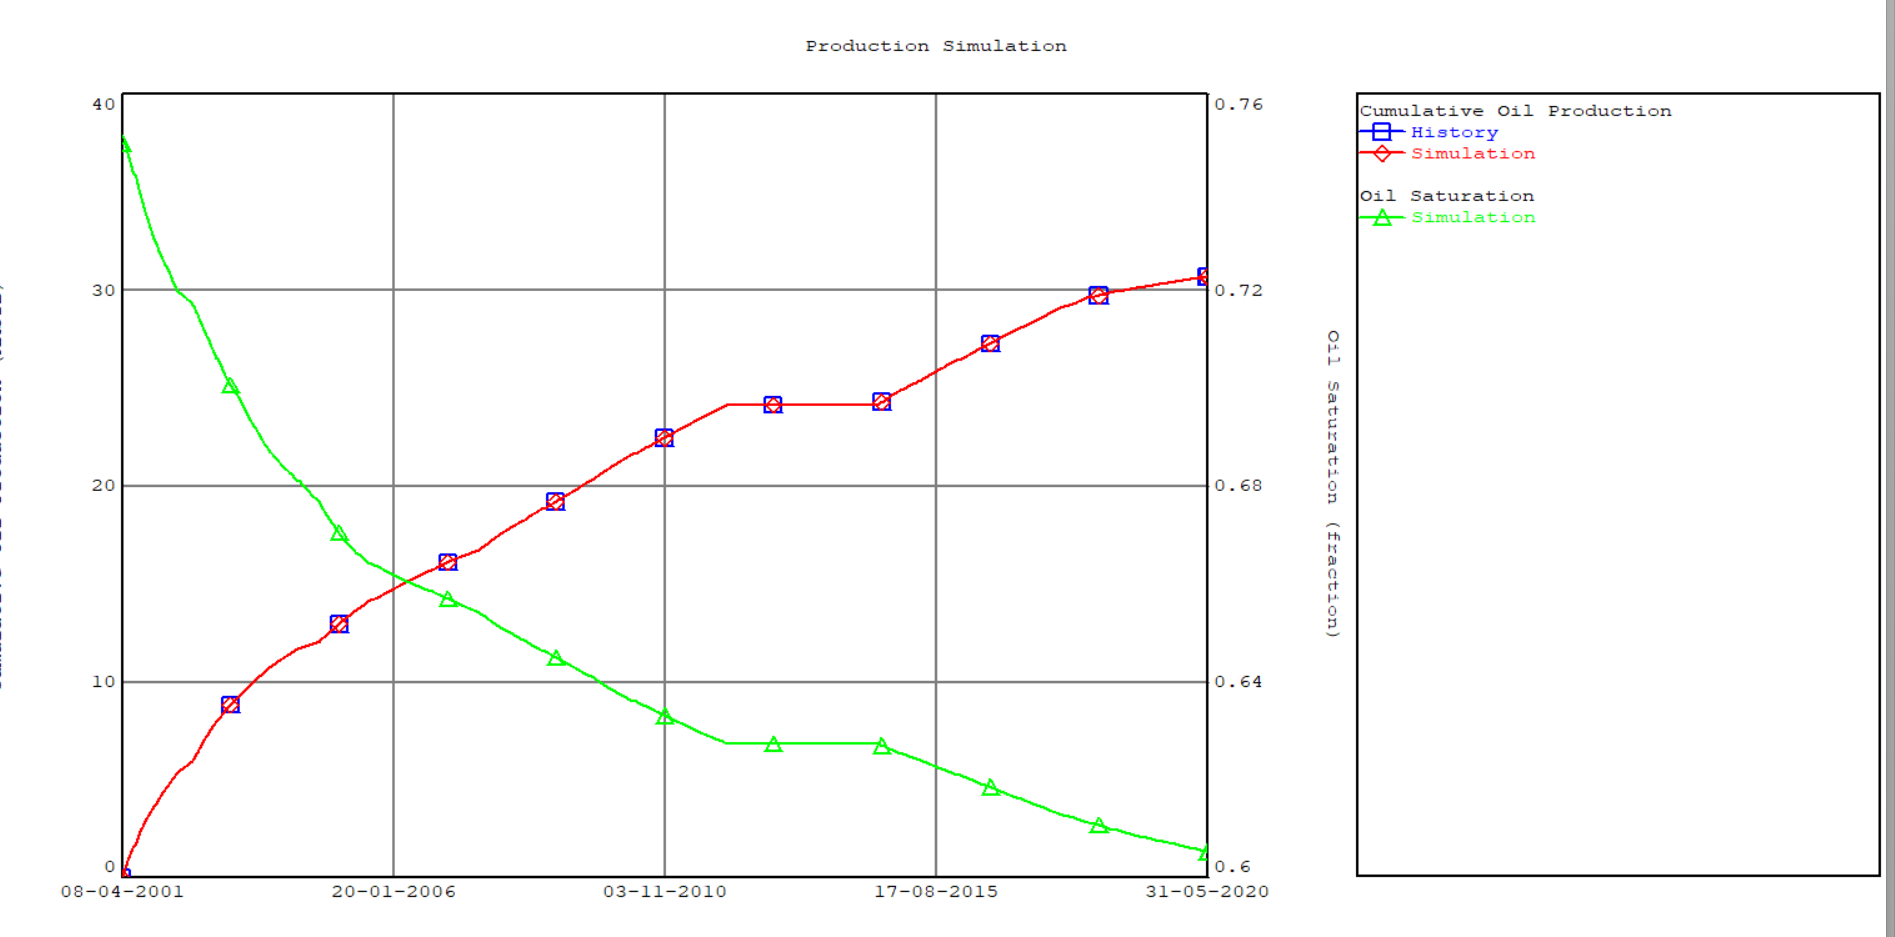 Production Simulation
40
30
20
10
0
0.76
0.72
0.68
0.64
0.6
Oil Saturation (fraction)
08-04-2001
20-01-2006
03-11-2010
17-08-2015
31-05-2020
Cumulative Oil Production
History
Simulation
Oil Saturation
Simulation